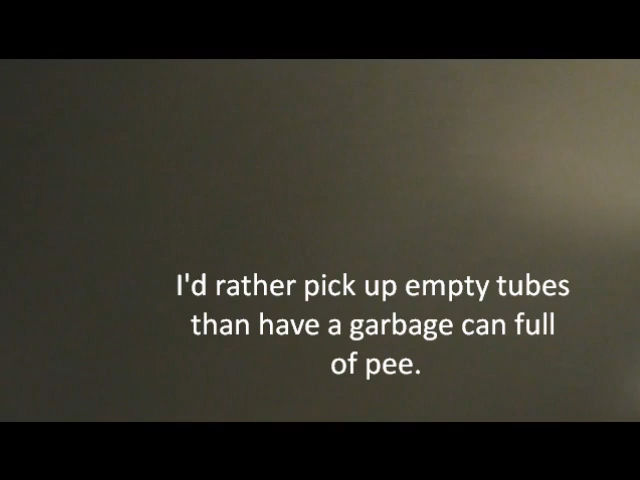 I'd rather pick up empty tubes
than have a garbage can full
of pee.